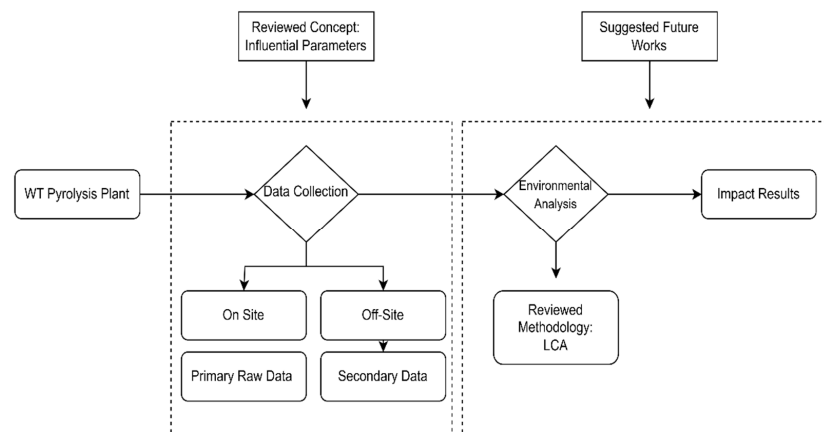 Reviewed Concept:
Influential Parameters
Suggested Future
Works
WT Pyrolysis Plant
Data Collection
Environmental
Analysis
Impact Results
On Site
Off-Site
Reviewed
Methodology:
LCA
Primary Raw Data
Secondary Data